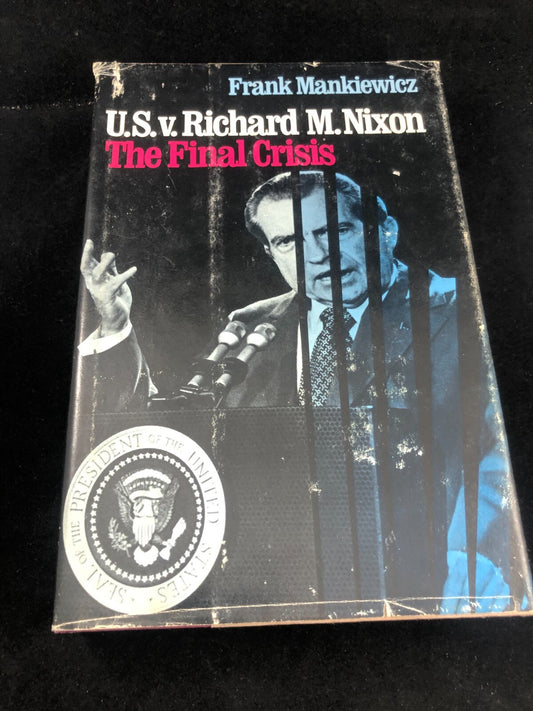 Frank Mankiewicz
U.S. v. Richard M. Nixon
The Final Crisis
SEAL OF THE PRESIDENT OF THE UNITED STATES